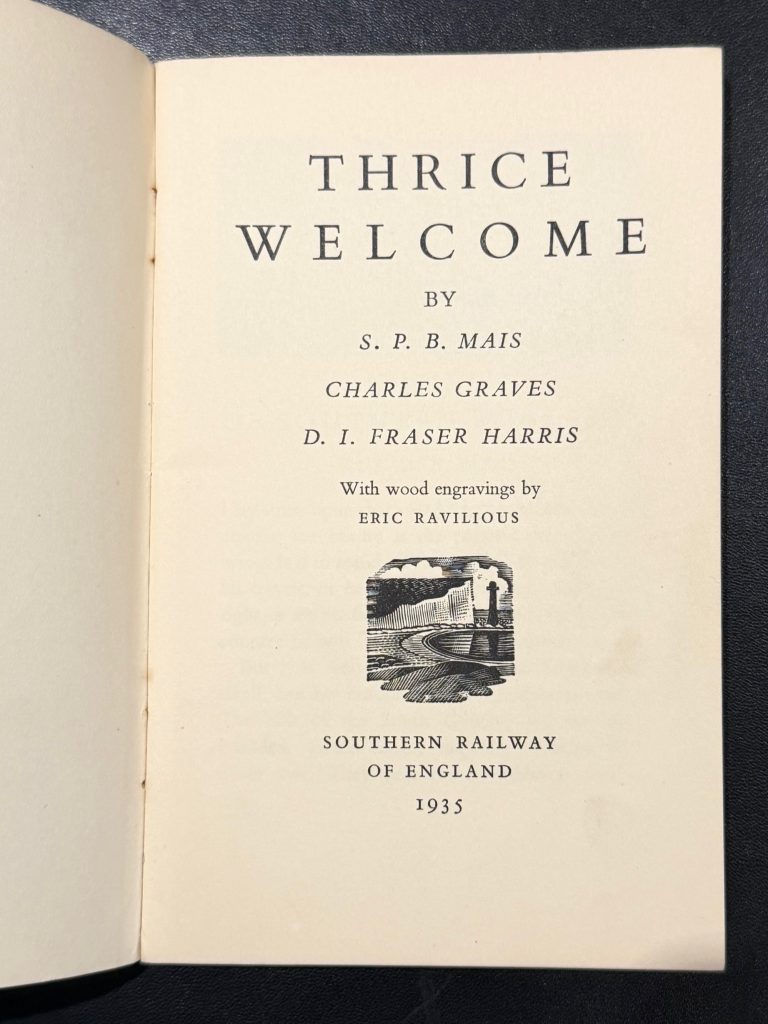 THRICE
WELCOME
BY
S. P. B. MAIS
CHARLES GRAVES
D. I. FRASER HARRIS
With wood engravings by
ERIC RAVILIOUS
SOUTHERN RAILWAY
OF ENGLAND
1935